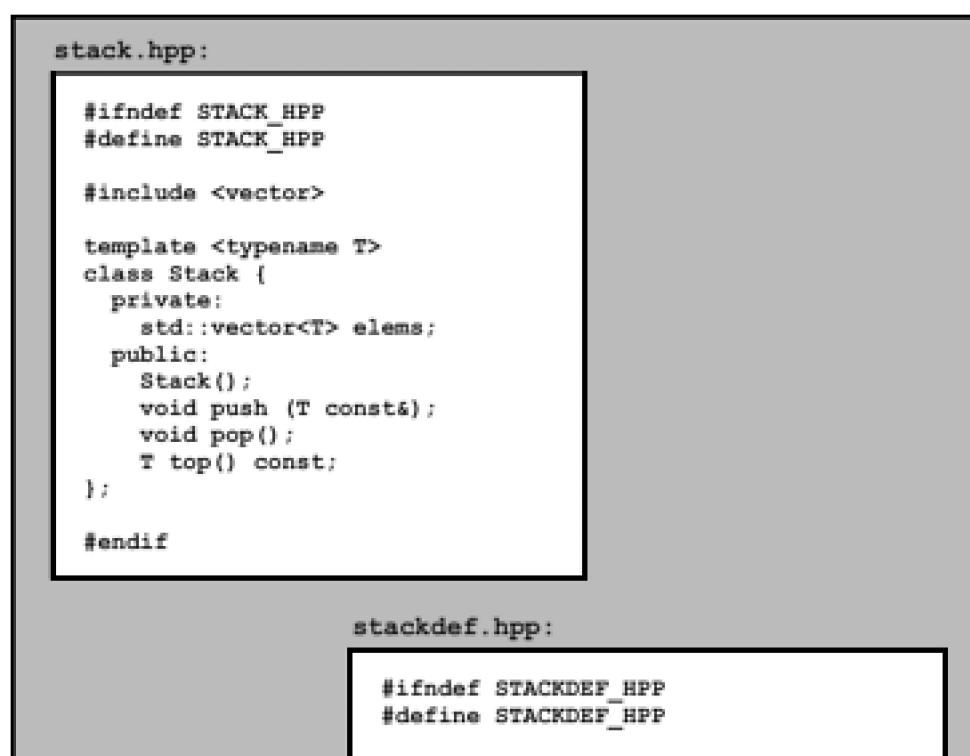 stack.hpp:
#ifndef STACK_HPP
#define STACK_HPP
#include <vector>
template <typename T>
class Stack {
private:
std::vector<T> elems;
public:
Stack();
void push (T const&);
void pop();
T top() const;
};
#endif
stackdef.hpp:
#ifndef STACKDEF_HPP
#define STACKDEF_HPP